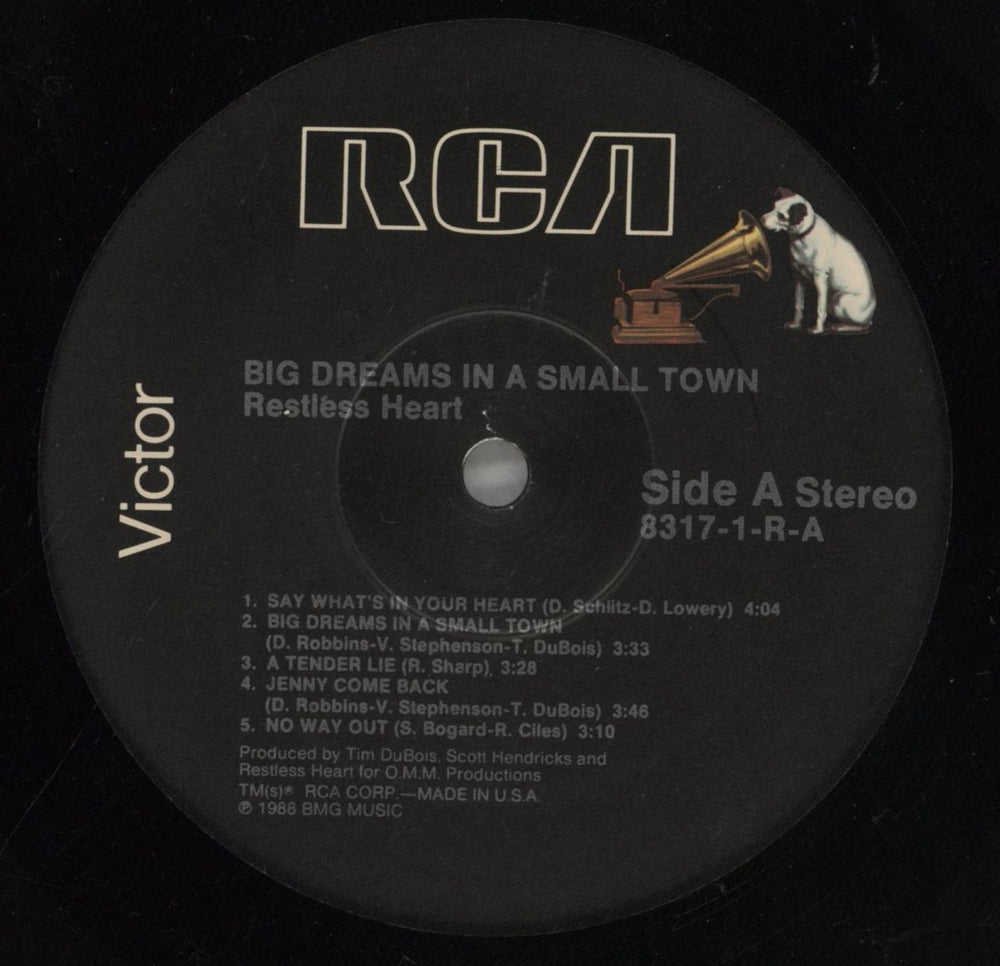 RCA
Victor
BIG DREAMS IN A SMALL TOWN
Restless Heart
Side A Stereo
8317-1-R-A
1. SAY WHAT'S IN YOUR HEART (D. Schlitz-D. Lowery) 4:04
2. BIG DREAMS IN A SMALL TOWN
(D. Robbins-V. Stephenson-T. DuBois) 3:33
3. A TENDER LIE (R. Sharp) 3:28
4. JENNY COME BACK
(D. Robbins-V. Stephenson-T. DuBois) 3:46
5. NO WAY OUT (S. Bogard-R. Ciles) 3:10
Produced by Tim DuBois, Scott Hendricks and
Restless Heart for O.M.M. Productions
TM(s)® RCA CORP.—MADE IN U.S.A.
℗ 1988 BMG MUSIC